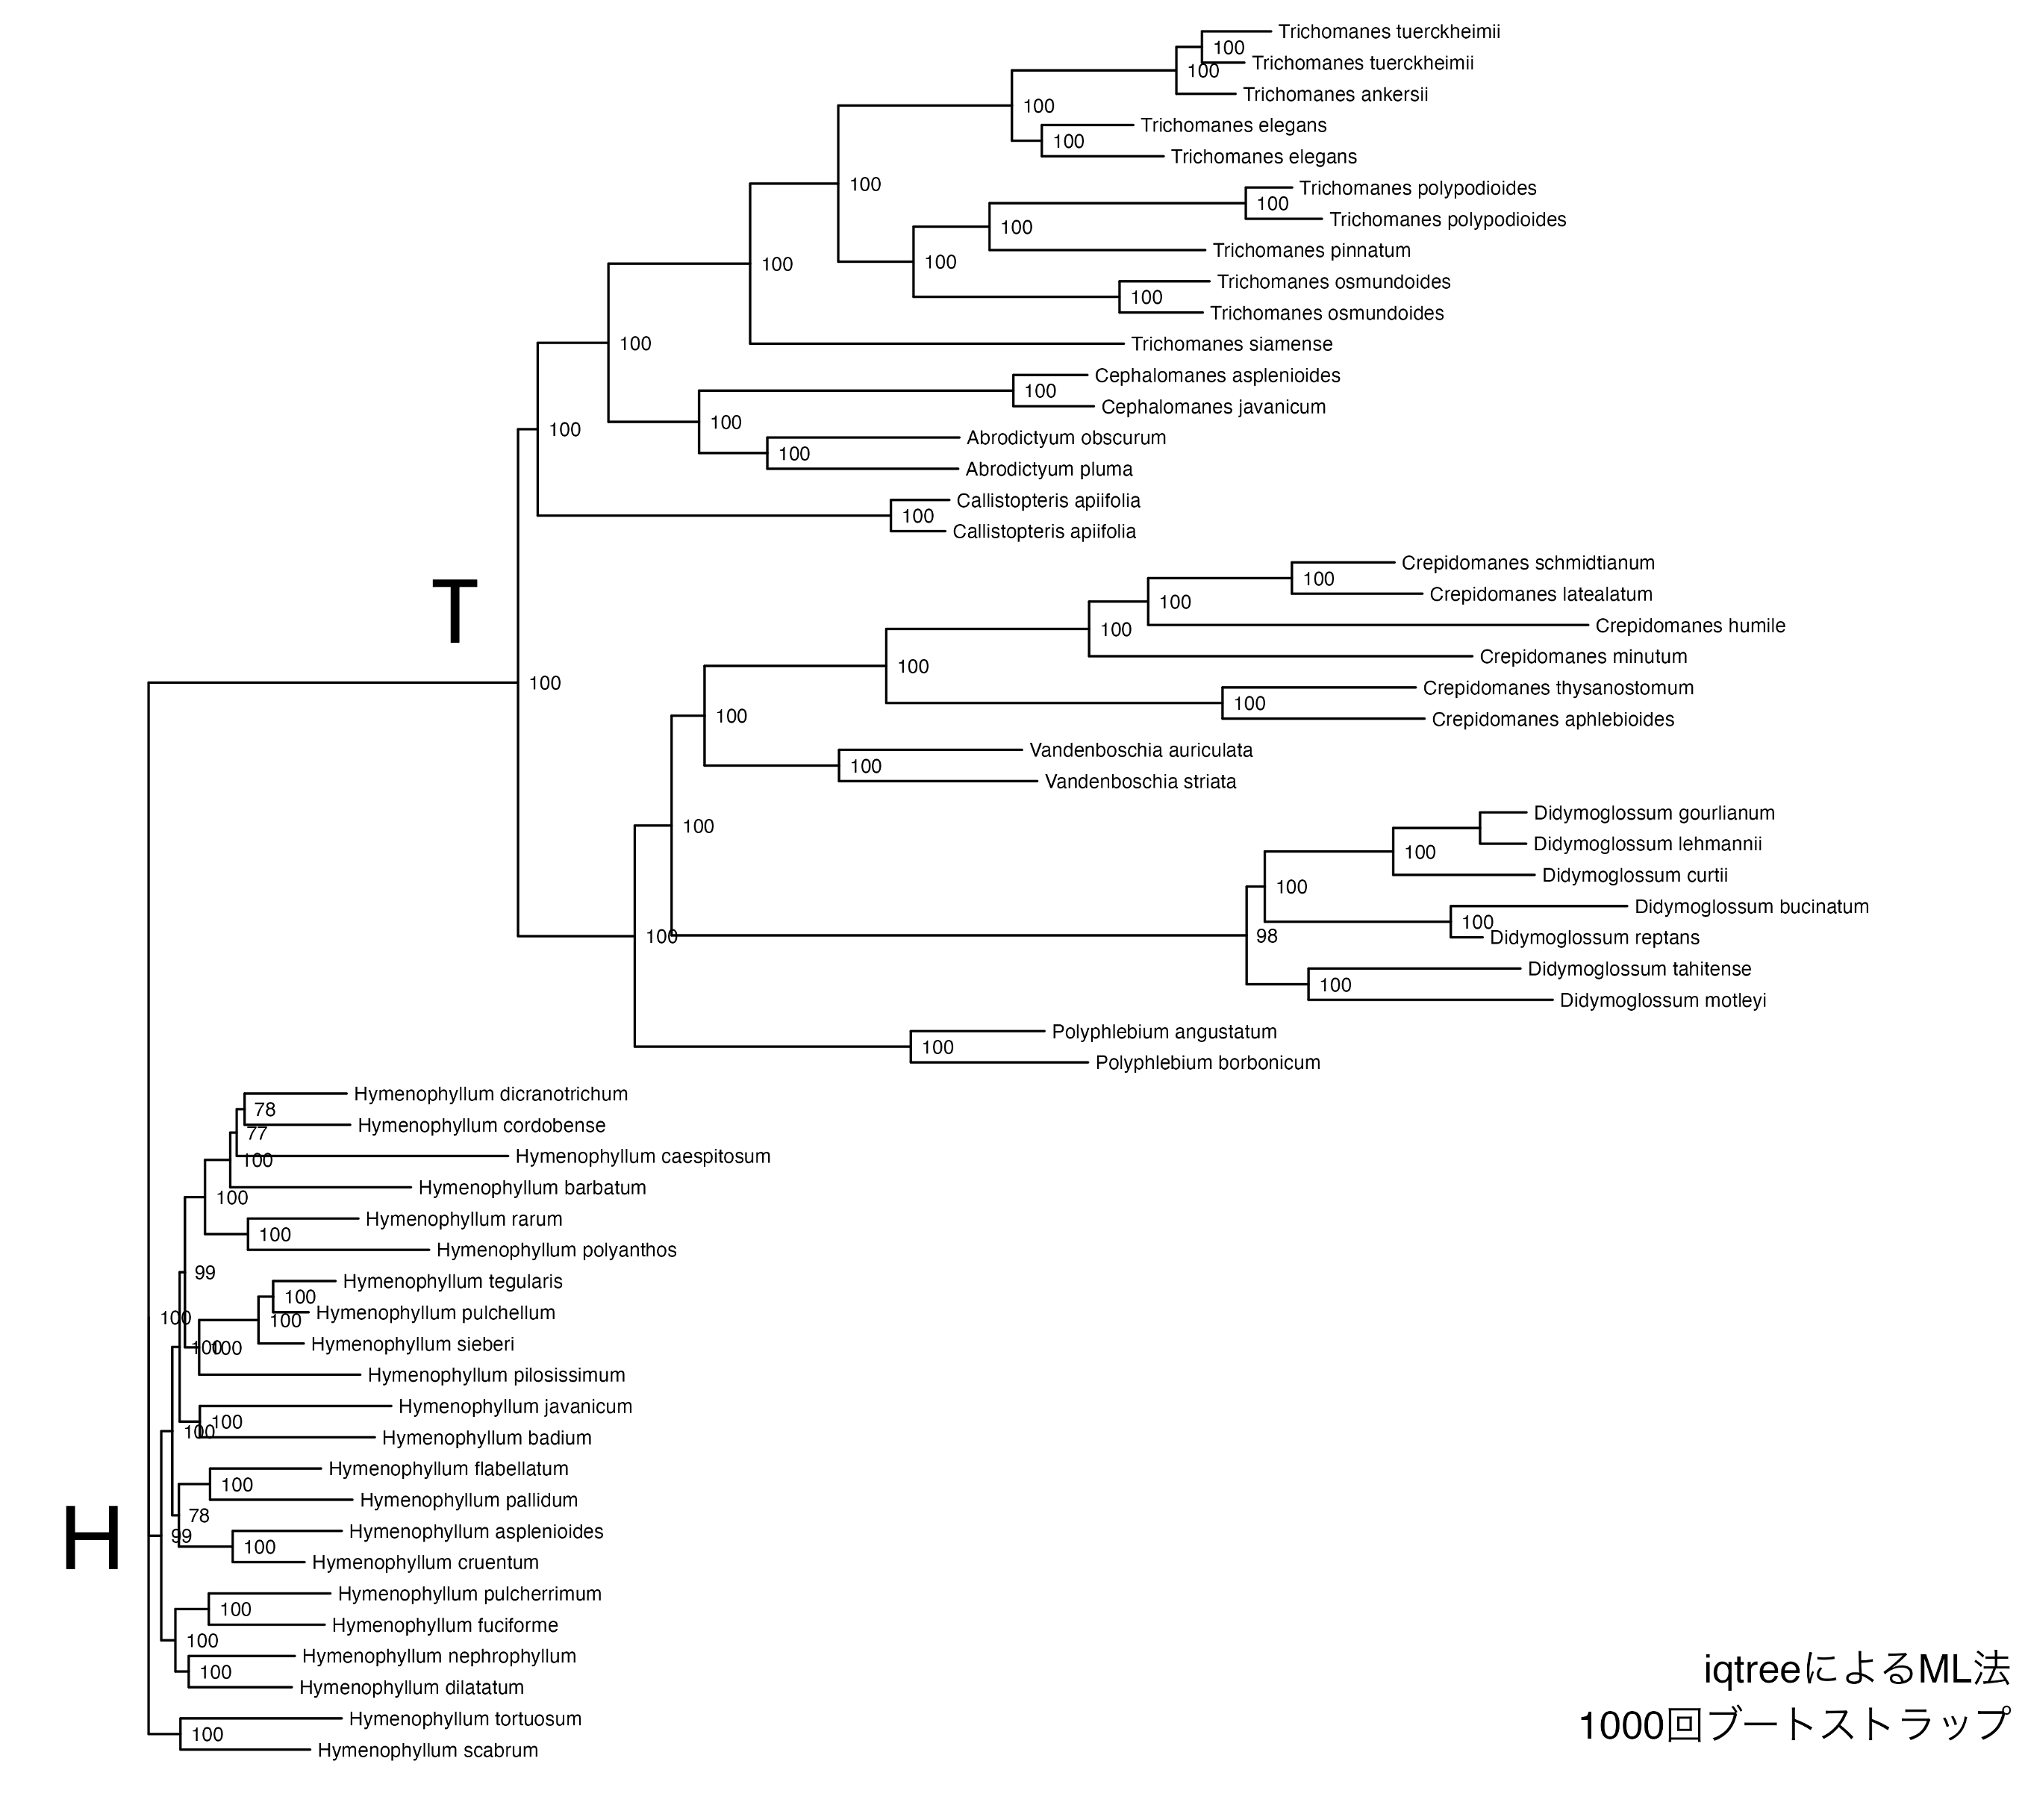 Trichomanes tuerckheimii
100
Trichomanes tuerckheimii
100
Trichomanes ankersii
100
Trichomanes elegans
100
Trichomanes elegans
100
Trichomanes polypodioides
100
Trichomanes polypodioides
100
Trichomanes pinnatum
100
100
Trichomanes osmundoides
100
Trichomanes osmundoides
100
Trichomanes siamense
Cephalomanes asplenioides
100
Cephalomanes javanicum
100
100
Abrodictyum obscurum
100
Abrodictyum pluma
Callistopteris apiifolia
100
Callistopteris apiifolia
Crepidomanes schmidtianum
100
Crepidomanes latealatum
100
T
Crepidomanes humile
100
Crepidomanes minutum
100
100
Crepidomanes thysanostomum
100
Crepidomanes aphlebioides
100
Vandenboschia auriculata
100
Vandenboschia striata
Didymoglossum gourlianum
100
Didymoglossum lehmannii
100
Didymoglossum curtii
100
Didymoglossum bucinatum
100
100
98
Didymoglossum reptans
Didymoglossum tahitense
100
Didymoglossum motleyi
Polyphlebium angustatum
100
Polyphlebium borbonicum
Hymenophyllum dicranotrichum
78
Hymenophyllum cordobense
77
Hymenophyllum caespitosum
100
Hymenophyllum barbatum
100
Hymenophyllum rarum
100
Hymenophyllum polyanthos
99
Hymenophyllum tegularis
100
Hymenophyllum pulchellum
100
100
Hymenophyllum sieberi
100
100
Hymenophyllum pilosissimum
Hymenophyllum javanicum
100
100
Hymenophyllum badium
Hymenophyllum flabellatum
100
Hymenophyllum pallidum
78
Hymenophyllum asplenioides
H
99
100
Hymenophyllum cruentum
Hymenophyllum pulcherrimum
100
Hymenophyllum fuciforme
100
Hymenophyllum nephrophyllum
100
Hymenophyllum dilatatum
Hymenophyllum tortuosum
100
Hymenophyllum scabrum
iqtreeによるML法
1000回ブートストラップ